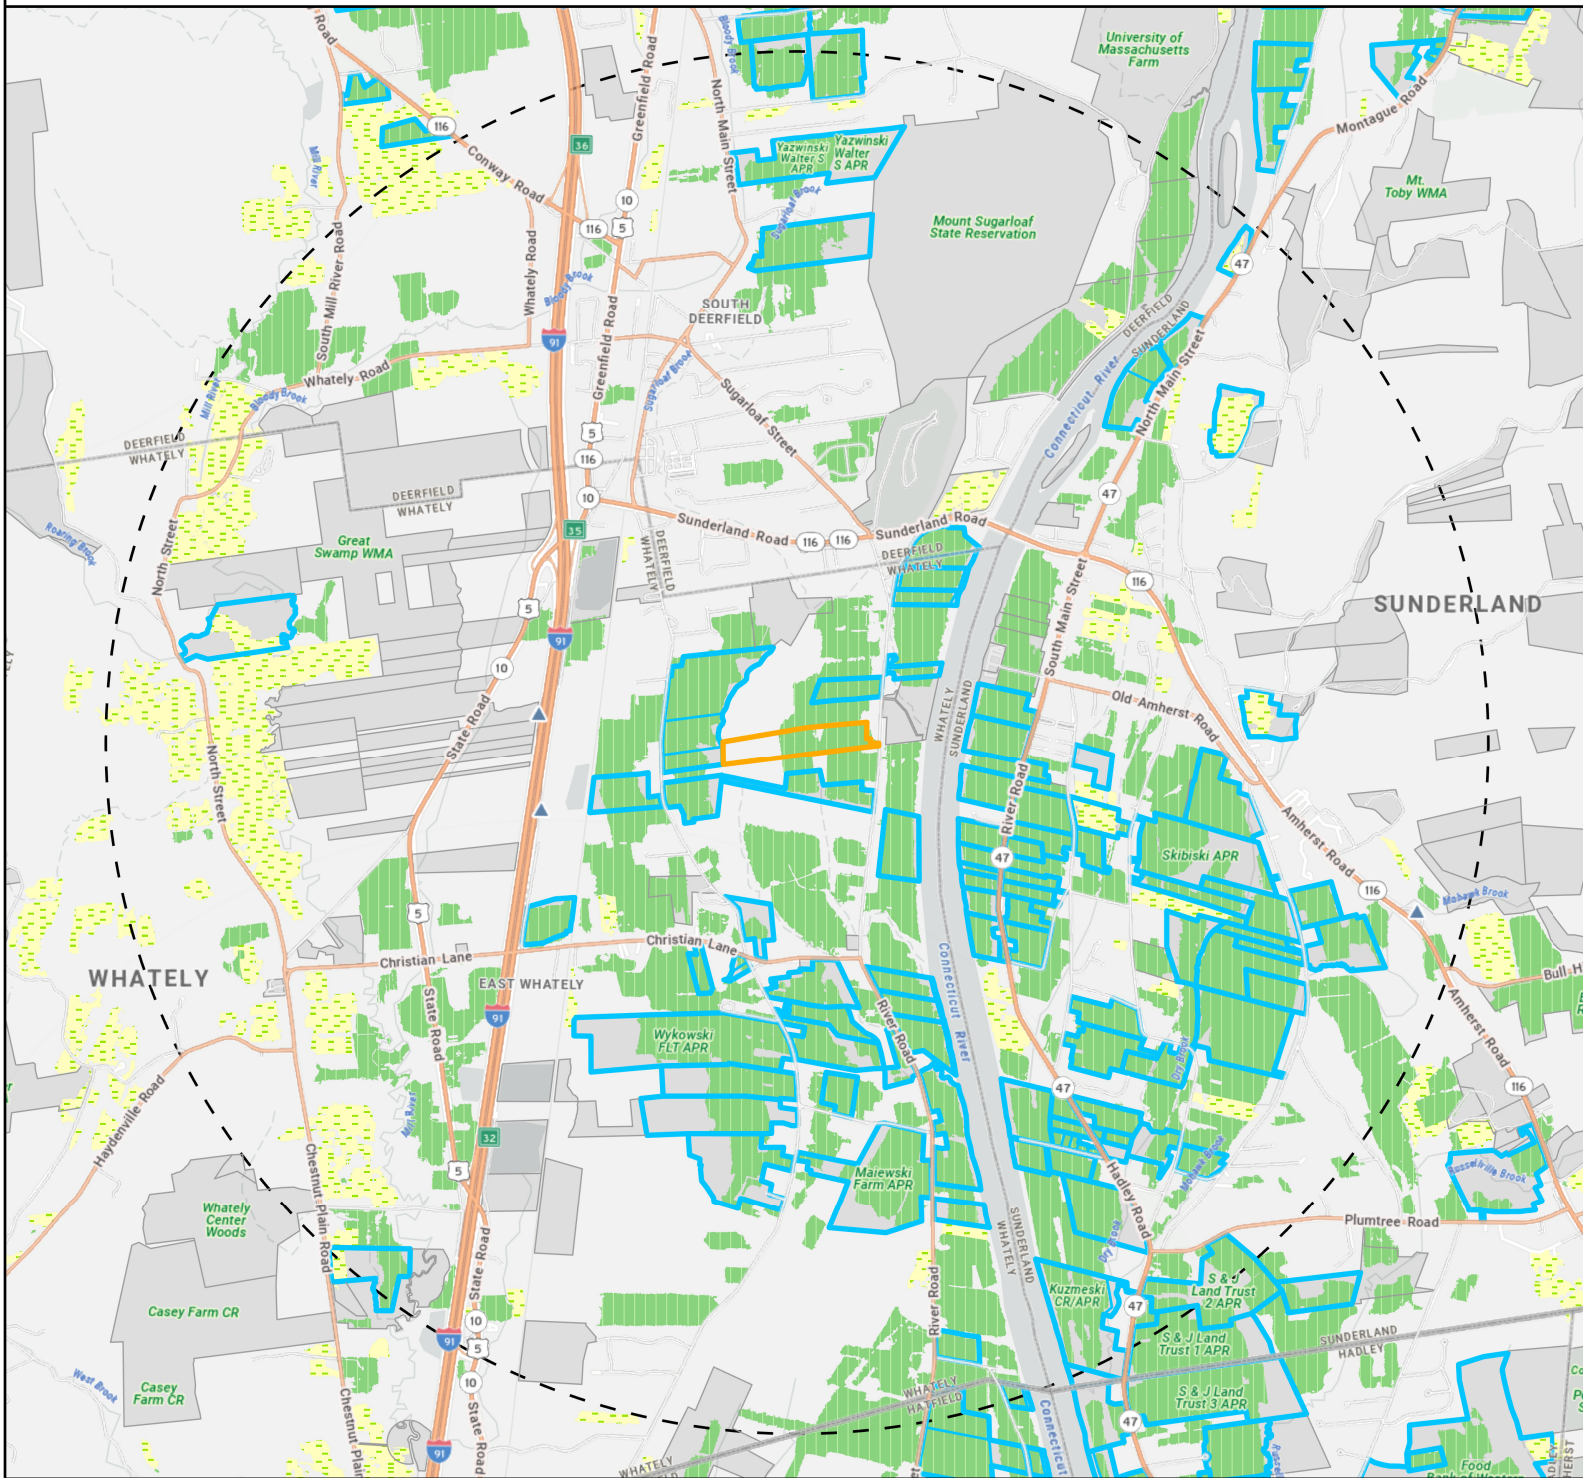 Road
Bloody Brook
University of
Massachusetts
Farm
Greenfield Road
North Main Street
Montague Road
116
36
Mill River
Conway Road
Yazwinski
Walter S
APR
Yazwinski
Walter
S APR
Mt.
Toby WMA
10
Sugarloaf Brook
Mount Sugarloaf
State Reservation
116
5
47
South Mill River Road
Whately Road
Bloody Brook
SOUTH
DEERFIELD
DEERFIELD
SUNDERLAND
91
Greenfield Road
Whately Road
Sugarloaf Brook
Connecticut River
North Main Street
Mill River
Bloody Brook
Sugarloaf Street
DEERFIELD
WHATELY
5
116
DEERFIELD
WHATELY
10
47
Roaring Brook
North Street
Great
Swamp WMA
35
Sunderland Road
116
116
Sunderland Road
DEERFIELD
WHATELY
DEERFIELD
WHATELY
116
5
SUNDERLAND
91
South Main Street
10
WHATELY
SUNDERLAND
Old Amherst Road
State Road
North Street
River Road
Amherst Road
47
Skibiski APR
116
Mohawk Brook
5
Christian Lane
Christian Lane
WHATELY
EAST WHATELY
Connecticut River
Bull H
91
State Road
Wykowski
FLT APR
River Road
Amherst Road
Dry Brook
47
116
Haydenville Road
Mill River
32
5
Chestnut Plain Road
Maiewski
Farm APR
Hadley Road
Mohawk Brook
Russellville Brook
Whately
Center
Woods
SUNDERLAND
WHATELY
Plumtree Road
Dry Brook
State Road
Casey Farm CR
Kuzmeski
CR/APR
S & J
Land Trust
2 APR
River Road
47
10
91
5
S & J Land
Trust 1 APR
SUNDERLAND
HADLEY
West Brook
Casey
Farm CR
10
WHATELY
HATFIELD
S & J Land
Trust 3 APR
Chestnut Plain
State Road
Connecticut
47
91
WHATELY
Food